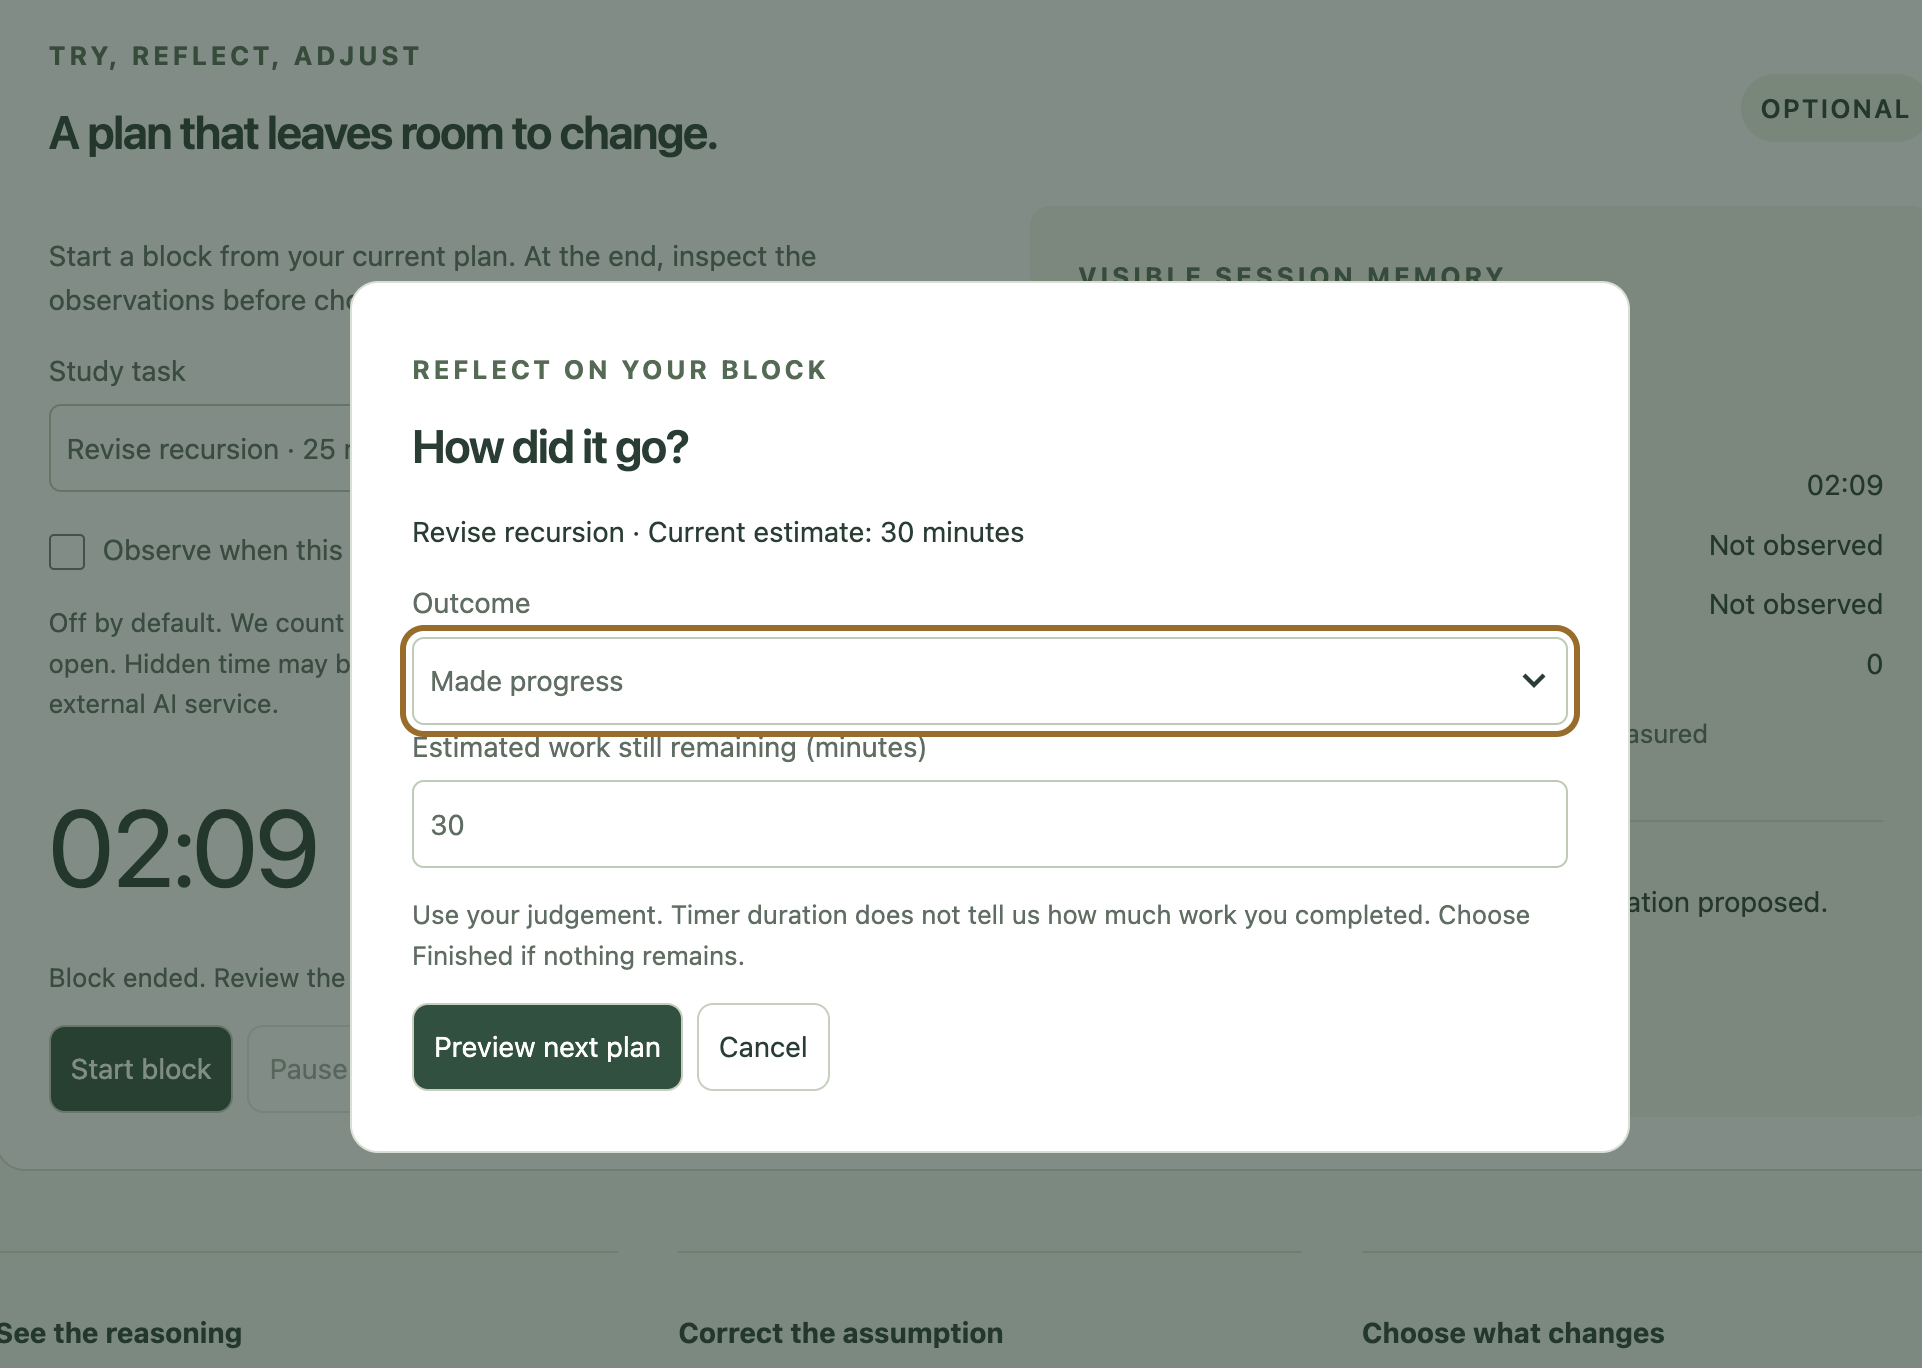 TRY, REFLECT, ADJUST
A plan that leaves room to change.
OPTIONAL
Start a block from your current plan. At the end, inspect the
observations before
Study task
Revise recursion · 25
Observe when this
Off by default. We count
open. Hidden time may
external AI service.
02:09
Block ended. Review the
Start block
Pause
VISIBLE SESSION MEMORY
02:09
Not observed
Not observed
0
REFLECT ON YOUR BLOCK
How did it go?
Revise recursion · Current estimate: 30 minutes
Outcome
Made progress
Estimated work still remaining (minutes)
30
Use your judgement. Timer duration does not tell us how much work you completed. Choose
Finished if nothing remains.
Preview next plan
Cancel
proposed.
See the reasoning
Correct the assumption
Choose what changes